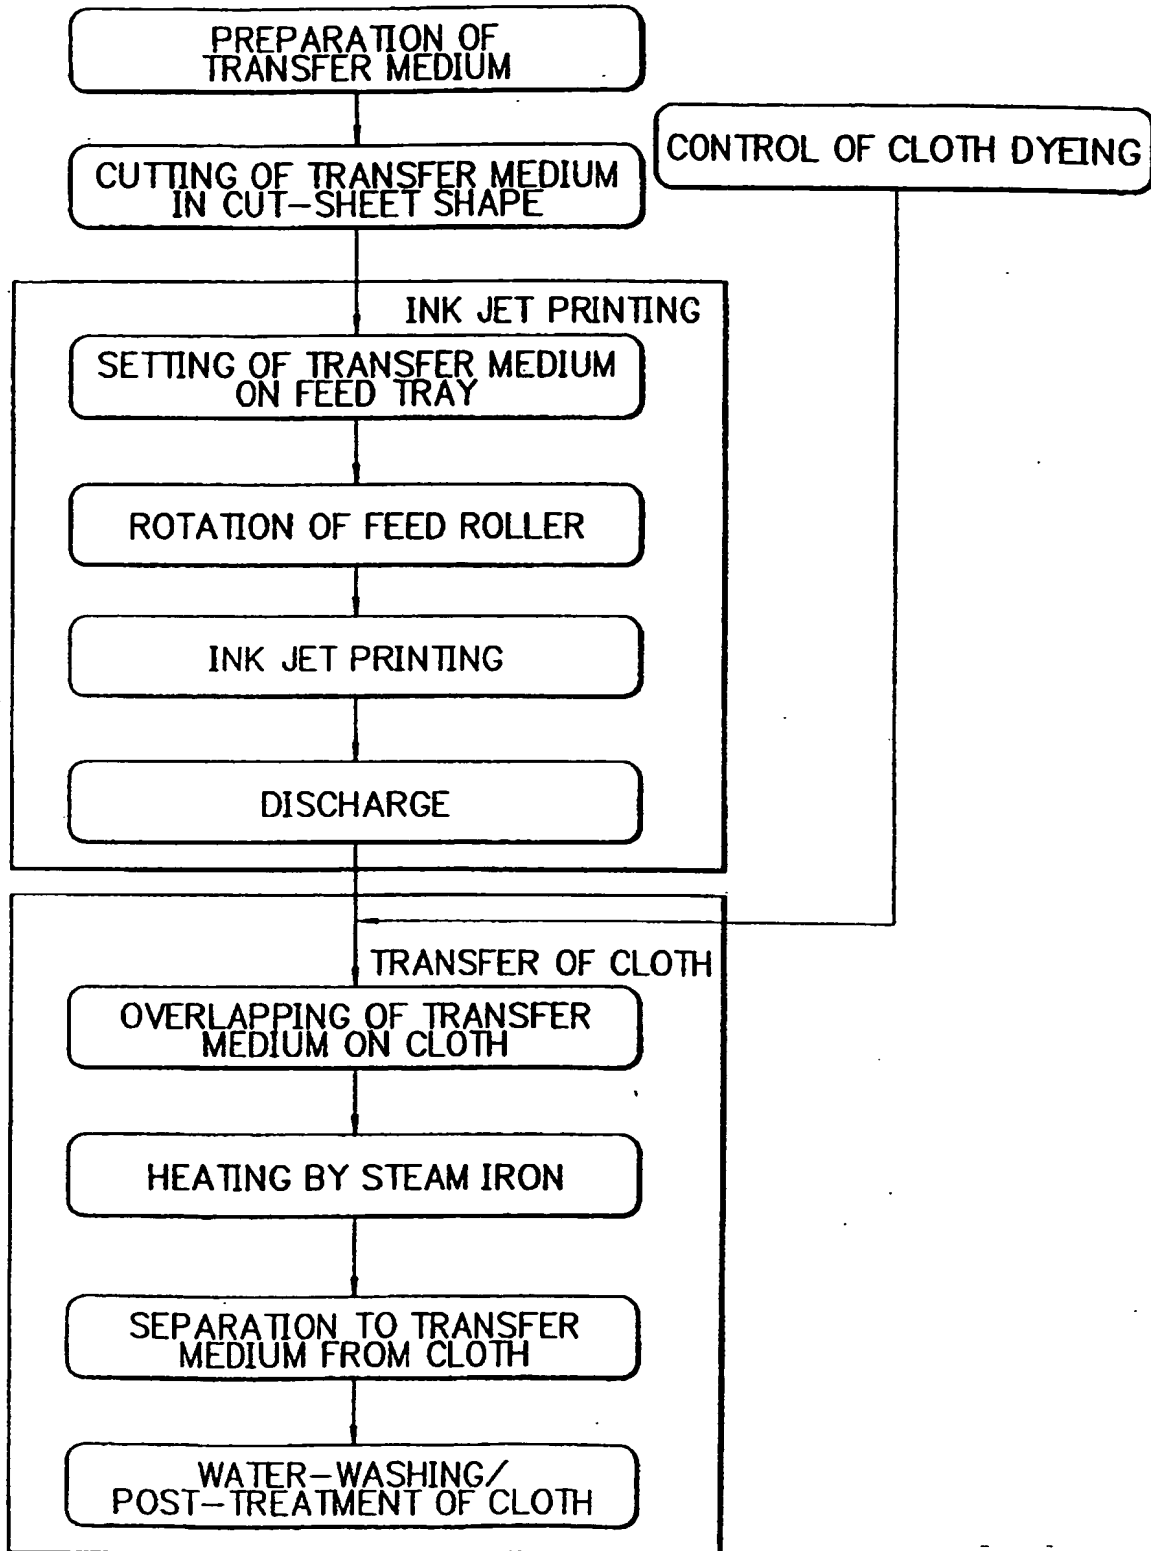 PREPARATION OF
TRANSFER MEDIUM
CUTTING OF TRANSFER MEDIUM
IN CUT-SHEET SHAPE
CONTROL OF CLOTH DYEING
INK JET PRINTING
SETTING OF TRANSFER MEDIUM
ON FEED TRAY
ROTATION OF FEED ROLLER
INK JET PRINTING
DISCHARGE
TRANSFER OF CLOTH
OVERLAPPING OF TRANSFER
MEDIUM ON CLOTH
HEATING BY STEAM IRON
SEPARATION TO TRANSFER
MEDIUM FROM CLOTH
WATER-WASHING/
POST-TREATMENT OF CLOTH